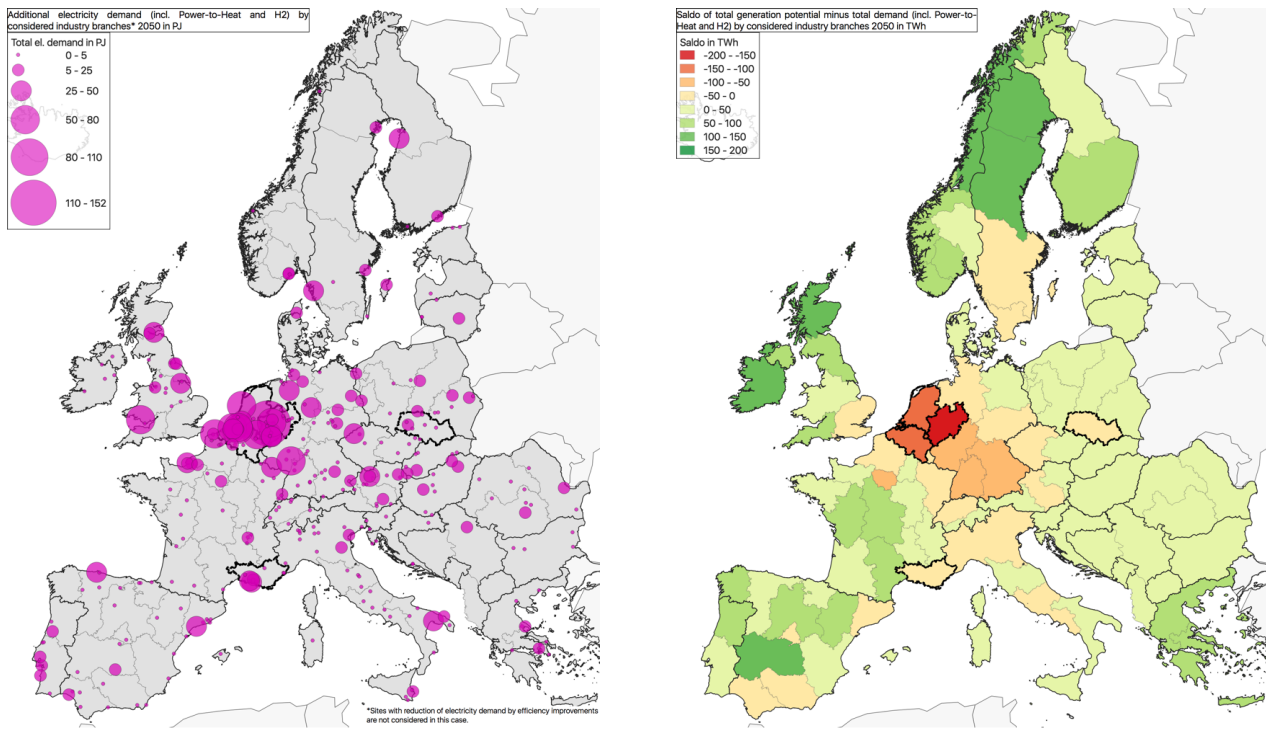 Additional electricity demand (incl. Power-to-Heat and H2) by
considered industry branches* 2050 in PJ
Total el. demand in PJ
0 - 5
5 - 25
25 - 50
50 - 80
80 - 110
110 - 152
*Sites with reduction of electricity demand by efficiency improvements
are not considered in this case.
Saldo of total generation potential minus total demand (incl. Power-to-
Heat and H2) by considered industry branches 2050 in TWh
Saldo in TWh
-200 - -150
-150 - -100
-100 - -50
-50 - 0
0 - 50
50 - 100
100 - 150
150 - 200